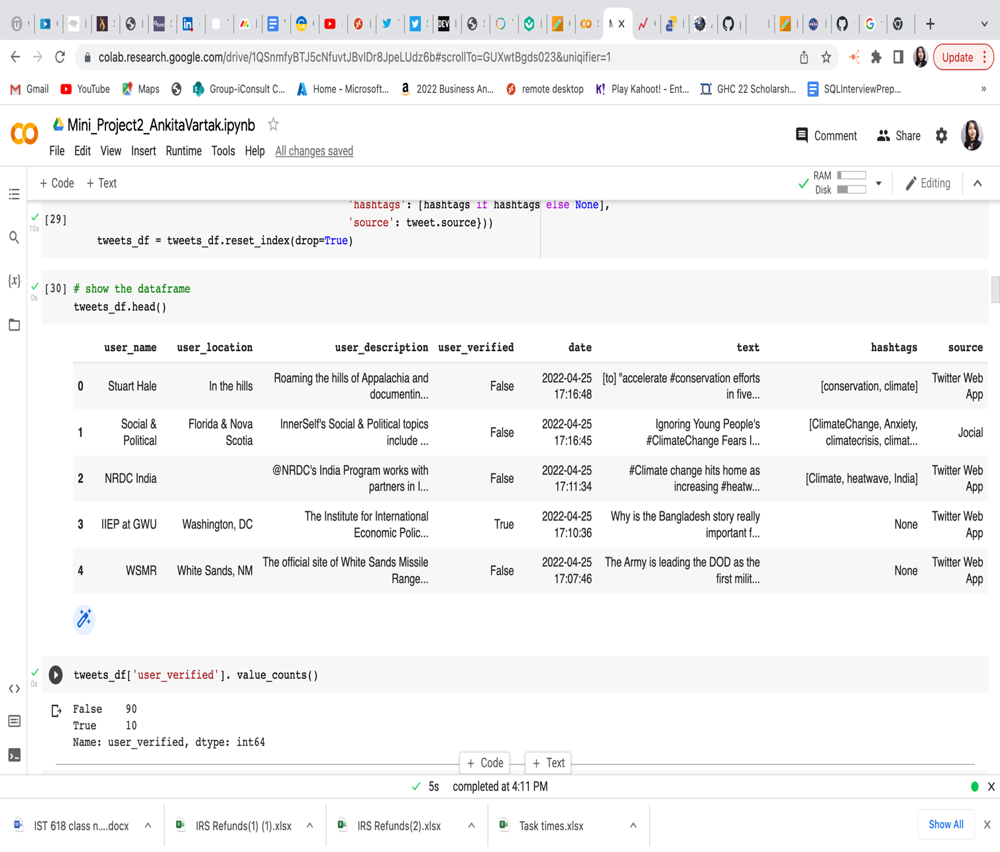 colab.research.google.com/drive/1QSnmfyBTJ5cNfuvtJBvIDr8JpeLUdz6b#scrollTo=GUXwtBgds023&uniqifier=1
Update
Gmail YouTube Maps Group-iConsult C... Home - Microsoft... 2022 Business An... remote desktop Play Kahoot! - Ent... GHC 22 Scholarsh... SQLInterviewPrep... »
Mini_Project2_AnkitaVartak.ipynb
Comment Share
File Edit View Insert Runtime Tools Help All changes saved
+ Code + Text
RAM
Disk
Editing
'hashtags': [hashtags if hashtags else None],
[29]
10s
'source': tweet.source}))
tweets_df = tweets_df.reset_index(drop=True)
[30] # show the dataframe
0s
tweets_df.head()
user_name user_location user_description user_verified date text hashtags source
0 Stuart Hale In the hills Roaming the hills of Appalachia and documentin... False 2022-04-25 17:16:48 [to] "accelerate #conservation efforts in five... [conservation, climate] Twitter Web App
1 Social & Political Florida & Nova Scotia InnerSelf's Social & Political topics include ... False 2022-04-25 17:16:45 Ignoring Young People's #ClimateChange Fears I... [ClimateChange, Anxiety, climatecrisis, climat... Jocial
2 NRDC India @NRDC's India Program works with partners in I... False 2022-04-25 17:11:34 #Climate change hits home as increasing #heatw... [Climate, heatwave, India] Twitter Web App
3 IIEP at GWU Washington, DC The Institute for International Economic Polic... True 2022-04-25 17:10:36 Why is the Bangladesh story really important f... None Twitter Web App
4 WSMR White Sands, NM The official site of White Sands Missile Range... False 2022-04-25 17:07:46 The Army is leading the DOD as the first milit... None Twitter Web App
tweets_df['user_verified']. value_counts()
0s
False 90
True 10
Name: user_verified, dtype: int64
+ Code + Text
5s completed at 4:11 PM
IST 618 class n....docx IRS Refunds(1) (1).xlsx IRS Refunds(2).xlsx Task times.xlsx Show All